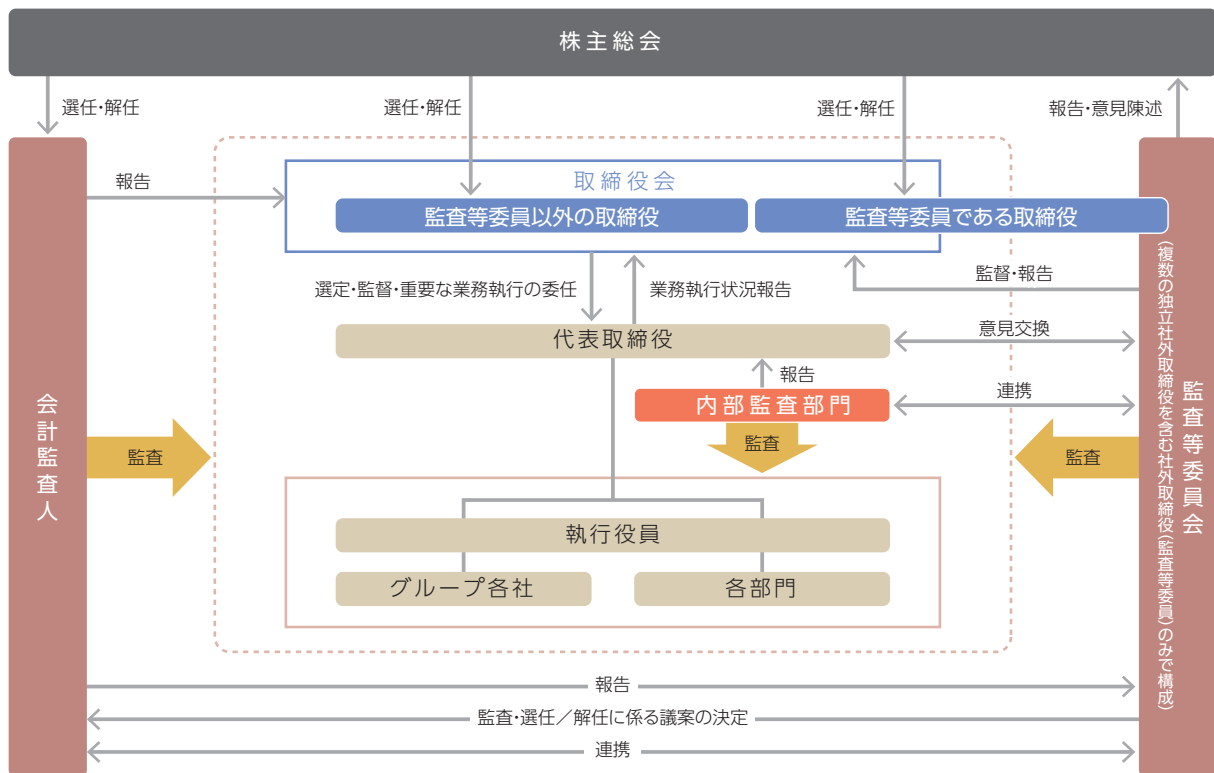 株主総会
選任・解任
選任・解任
選任・解任
報告・意見陳述
報告
取締役会
監査等委員以外の取締役
監査等委員である取締役
選定・監督・重要な業務執行の委任
業務執行状況報告
監督・報告
代表取締役
意見交換
報告
内部監査部門
連携
会計監査人
監査
監査
監査
監査等委員会
（複数の独立社外取締役を含む社外取締役（監査等委員）のみで構成）
執行役員
グループ各社
各部門
報告
監査・選任／解任に係る議案の決定
連携